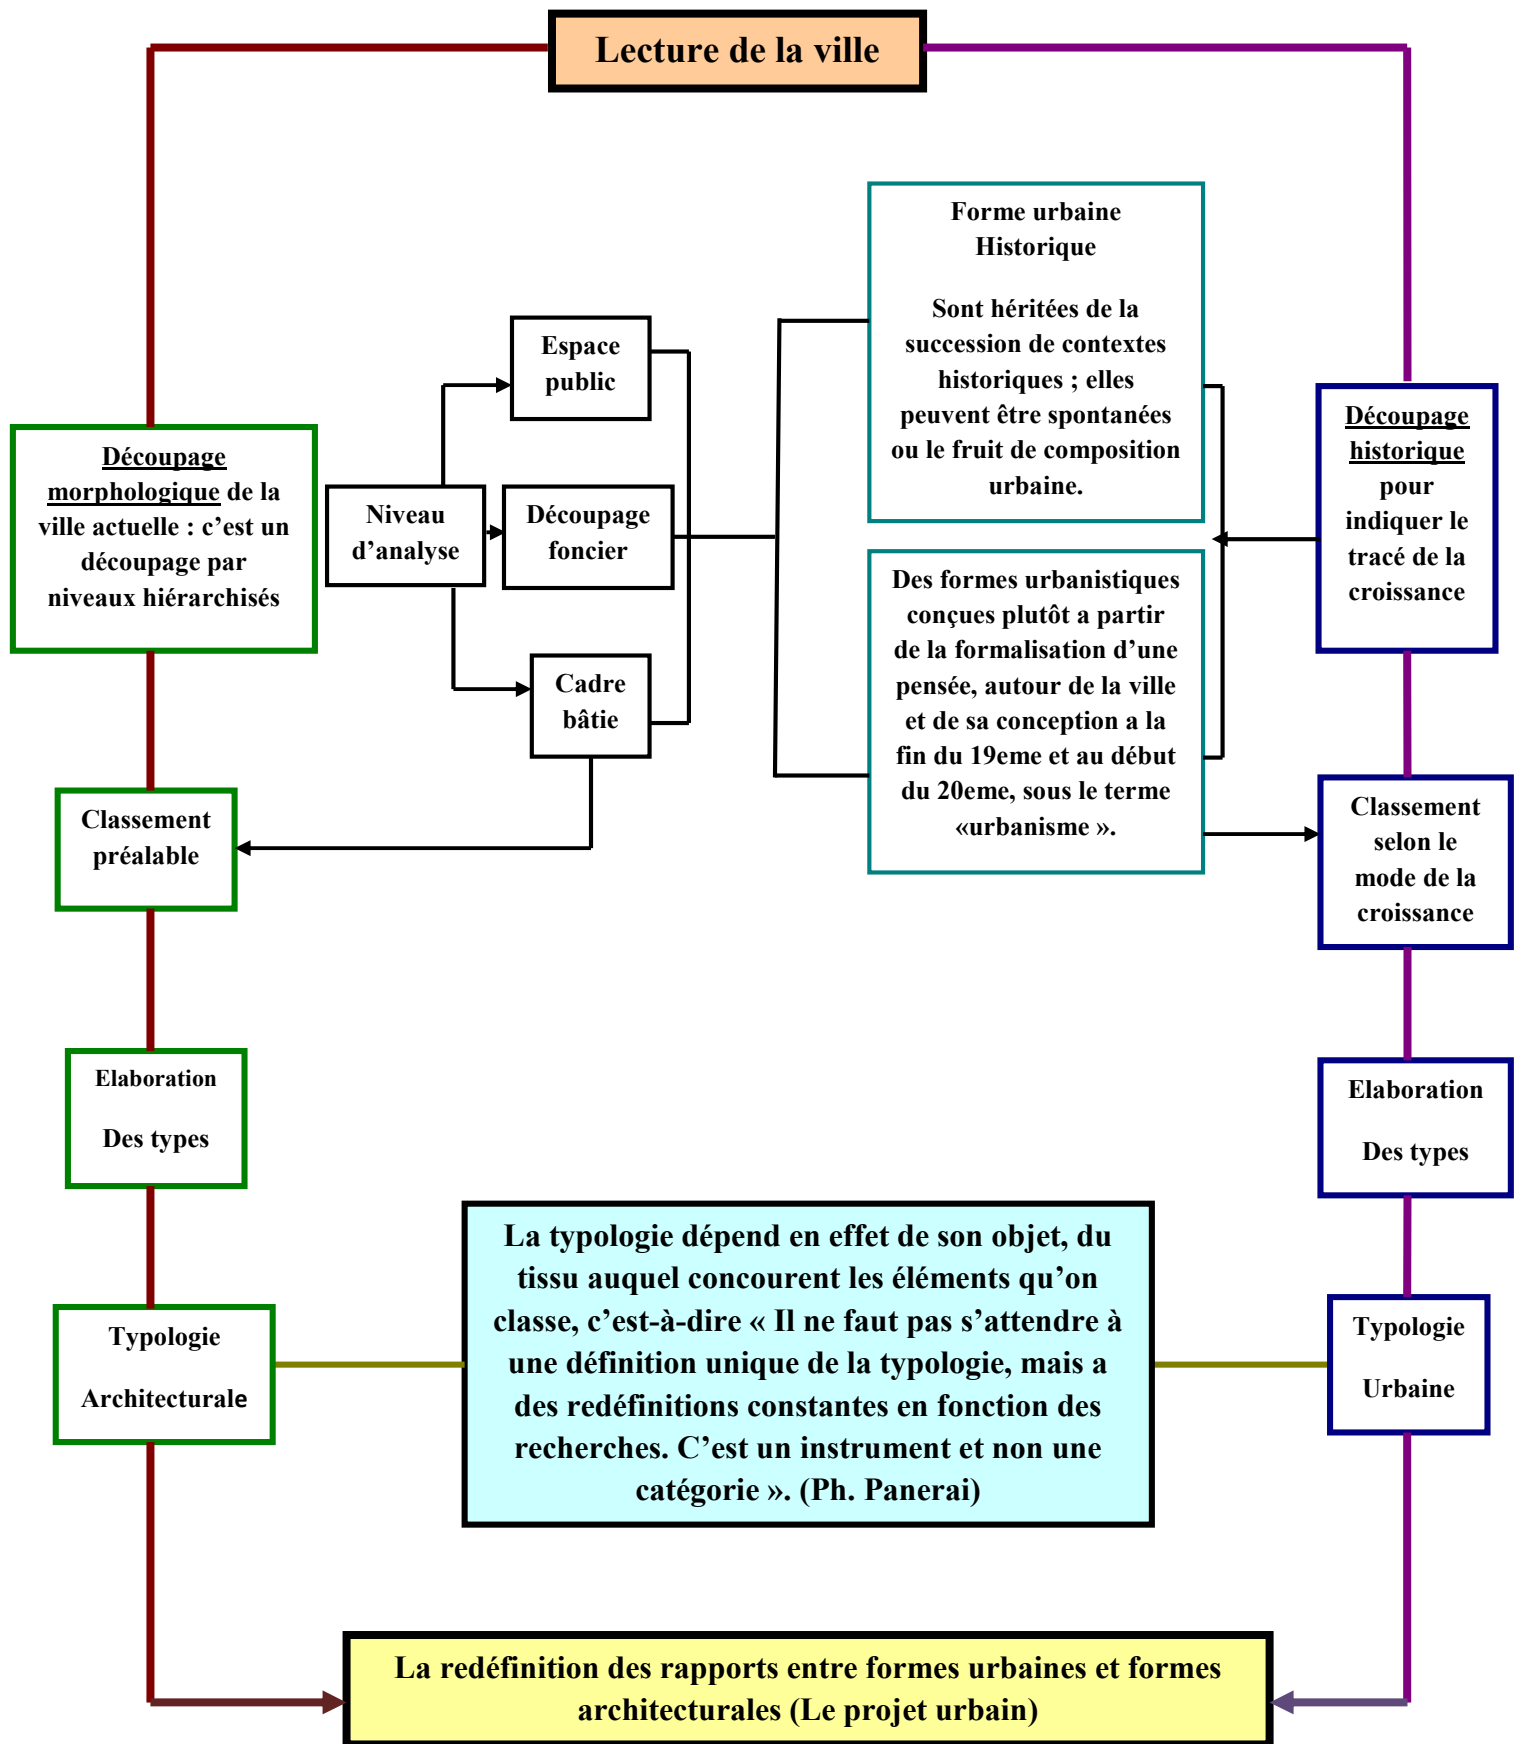 Lecture de la ville
Forme urbaine
Historique
Sont héritées de la
succession de contextes
historiques ; elles
peuvent être spontanées
ou le fruit de composition
urbaine.
Espace
public
Découpage
morphologique de la
ville actuelle : c’est un
découpage par
niveaux hiérarchisés
Niveau
d’analyse
Découpage
foncier
Cadre
bâtie
Découpage
historique
pour
indiquer le
tracé de la
croissance
Des formes urbanistiques
conçues plutôt a partir
de la formalisation d’une
pensée, autour de la ville
et de sa conception a la
fin du 19eme et au début
du 20eme, sous le terme
«urbanisme ».
Classement
préalable
Classement
selon le
mode de la
croissance
Elaboration
Des types
Elaboration
Des types
La typologie dépend en effet de son objet, du
tissu auquel concourent les éléments qu’on
classe, c’est-à-dire « Il ne faut pas s’attendre à
une définition unique de la typologie, mais a
des redéfinitions constantes en fonction des
recherches. C’est un instrument et non une
catégorie ». (Ph. Panerai)
Typologie
Architecturale
Typologie
Urbaine
La redéfinition des rapports entre formes urbaines et formes
architecturales (Le projet urbain)